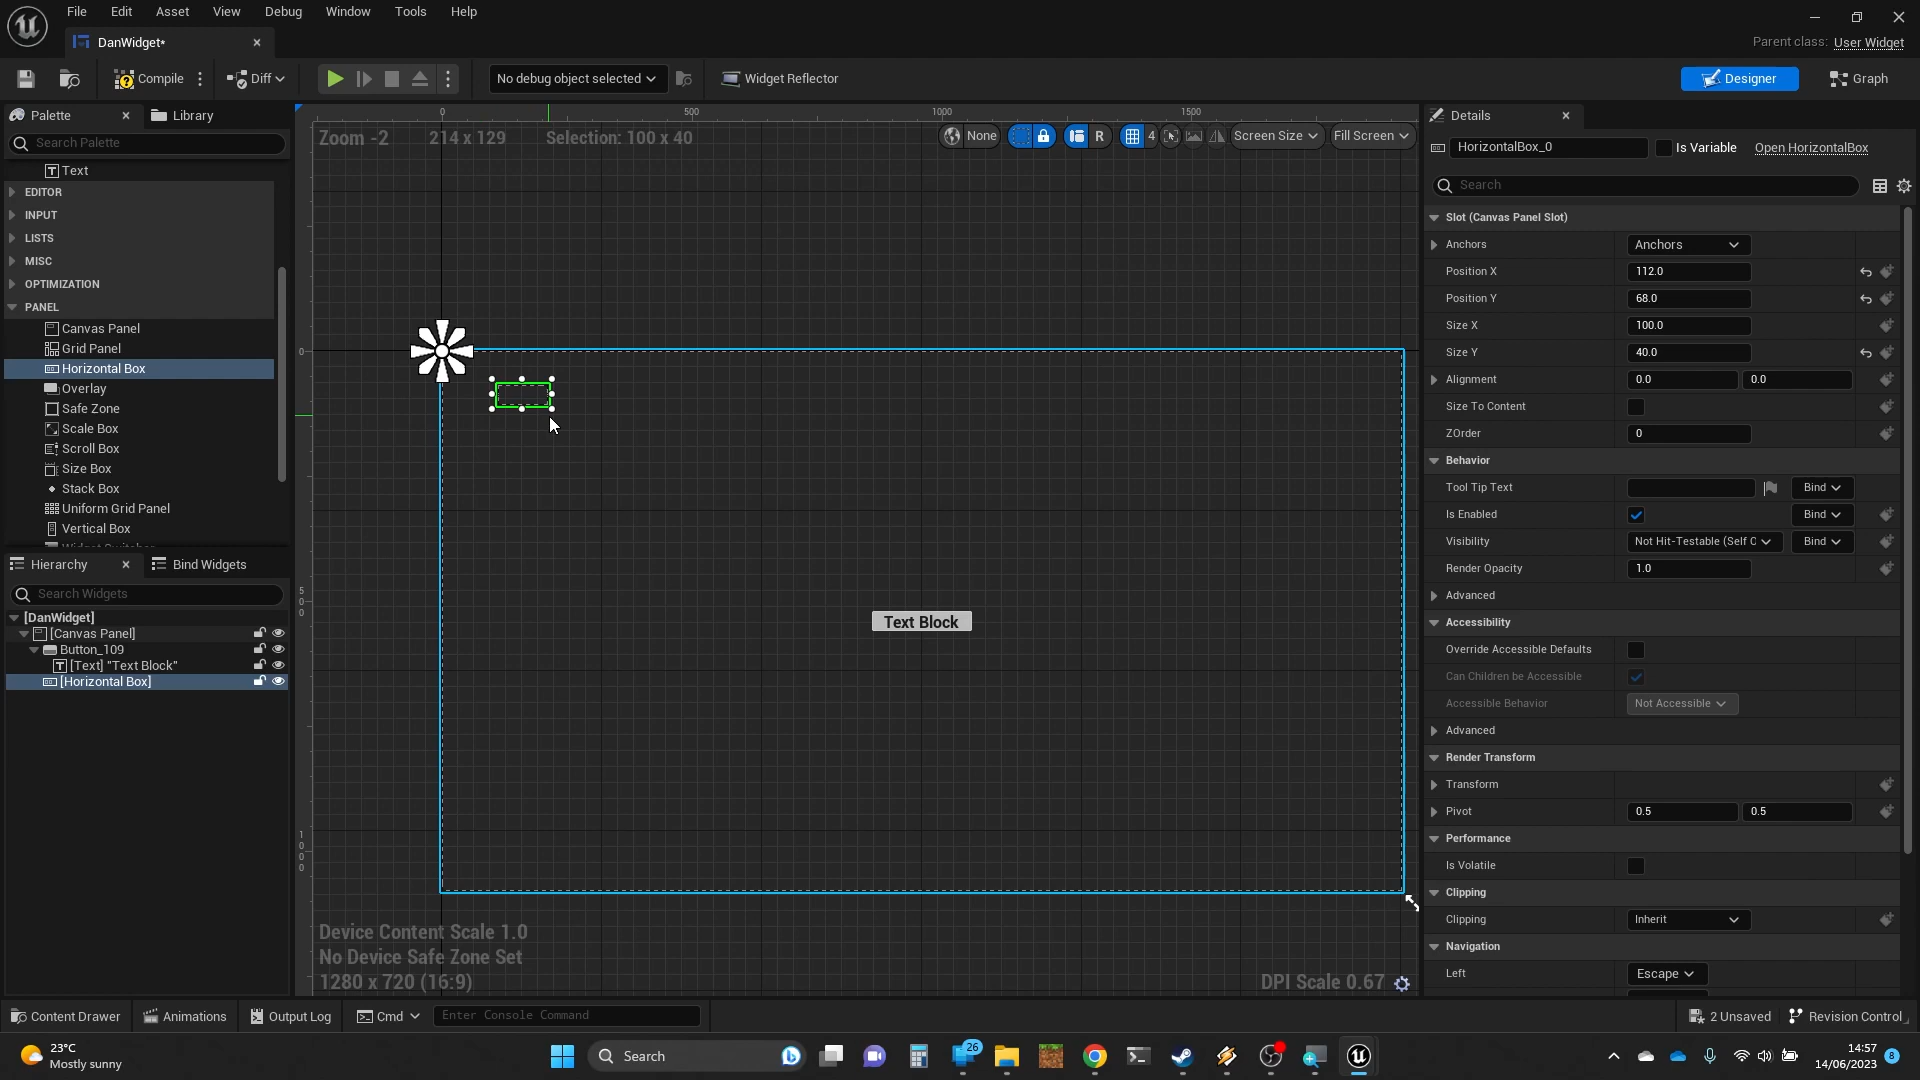 File Edit Asset View Debug Window Tools Help
DanWidget*
Parent class: User Widget
Compile Diff No debug object selected Widget Reflector Designer Graph
Palette Library
Search Palette
Text
EDITOR
INPUT
LISTS
MISC
OPTIMIZATION
PANEL
Canvas Panel
Grid Panel
Horizontal Box
Overlay
Safe Zone
Scale Box
Scroll Box
Size Box
Stack Box
Uniform Grid Panel
Vertical Box
Hierarchy Bind Widgets
Search Widgets
[DanWidget]
[Canvas Panel]
Button_109
[Text] "Text Block"
[Horizontal Box]
0 500 1000 1500
Zoom -2 214 x 129 Selection: 100 x 40
None R 4 Screen Size Fill Screen
0
500
1000
Text Block
Device Content Scale 1.0
No Device Safe Zone Set
1280 x 720 (16:9)
DPI Scale 0.67
Details
HorizontalBox_0 Is Variable Open HorizontalBox
Search
Slot (Canvas Panel Slot)
Anchors Anchors
Position X 112.0
Position Y 68.0
Size X 100.0
Size Y 40.0
Alignment 0.0 0.0
Size To Content
ZOrder 0
Behavior
Tool Tip Text Bind
Is Enabled Bind
Visibility Not Hit-Testable (Self O Bind
Render Opacity 1.0
Advanced
Accessibility
Override Accessible Defaults
Can Children be Accessible
Accessible Behavior Not Accessible
Advanced
Render Transform
Transform
Pivot 0.5 0.5
Performance
Is Volatile
Clipping
Clipping Inherit
Navigation
Left Escape
Content Drawer Animations Output Log Cmd Enter Console Command 2 Unsaved Revision Control
23°C
Mostly sunny
Search
26
14:57
14/06/2023
8